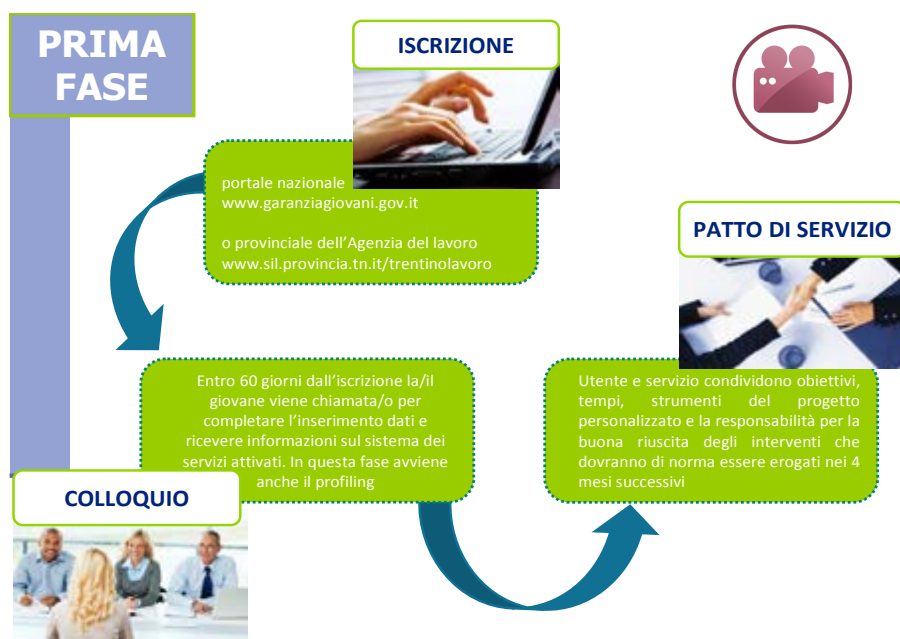 PRIMA
FASE
ISCRIZIONE
portale nazionale
www.garanziagiovani.gov.it
o provinciale dell’Agenzia del lavoro
www.sil.provincia.tn.it/trentinolavoro
PATTO DI SERVIZIO
Entro 60 giorni dall’iscrizione la/il
giovane viene chiamata/o per
completare l’inserimento dati e
ricevere informazioni sul sistema dei
servizi attivati. In questa fase avviene
anche il profiling
COLLOQUIO
Utente e servizio condividono obiettivi,
tempi, strumenti del progetto
personalizzato e la responsabilità per la
buona riuscita degli interventi che
dovranno di norma essere erogati nei 4
mesi successivi